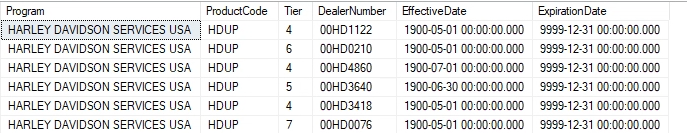 Program ProductCode Tier DealerNumber EffectiveDate ExpirationDate
HARLEY DAVIDSON SERVICES USA HDUP 4 00HD1122 1900-05-01 00:00:00.000 9999-12-31 00:00:00.000
HARLEY DAVIDSON SERVICES USA HDUP 6 00HD0210 1900-05-01 00:00:00.000 9999-12-31 00:00:00.000
HARLEY DAVIDSON SERVICES USA HDUP 4 00HD4860 1900-07-01 00:00:00.000 9999-12-31 00:00:00.000
HARLEY DAVIDSON SERVICES USA HDUP 5 00HD3640 1900-06-30 00:00:00.000 9999-12-31 00:00:00.000
HARLEY DAVIDSON SERVICES USA HDUP 4 00HD3418 1900-05-01 00:00:00.000 9999-12-31 00:00:00.000
HARLEY DAVIDSON SERVICES USA HDUP 7 00HD0076 1900-05-01 00:00:00.000 9999-12-31 00:00:00.000